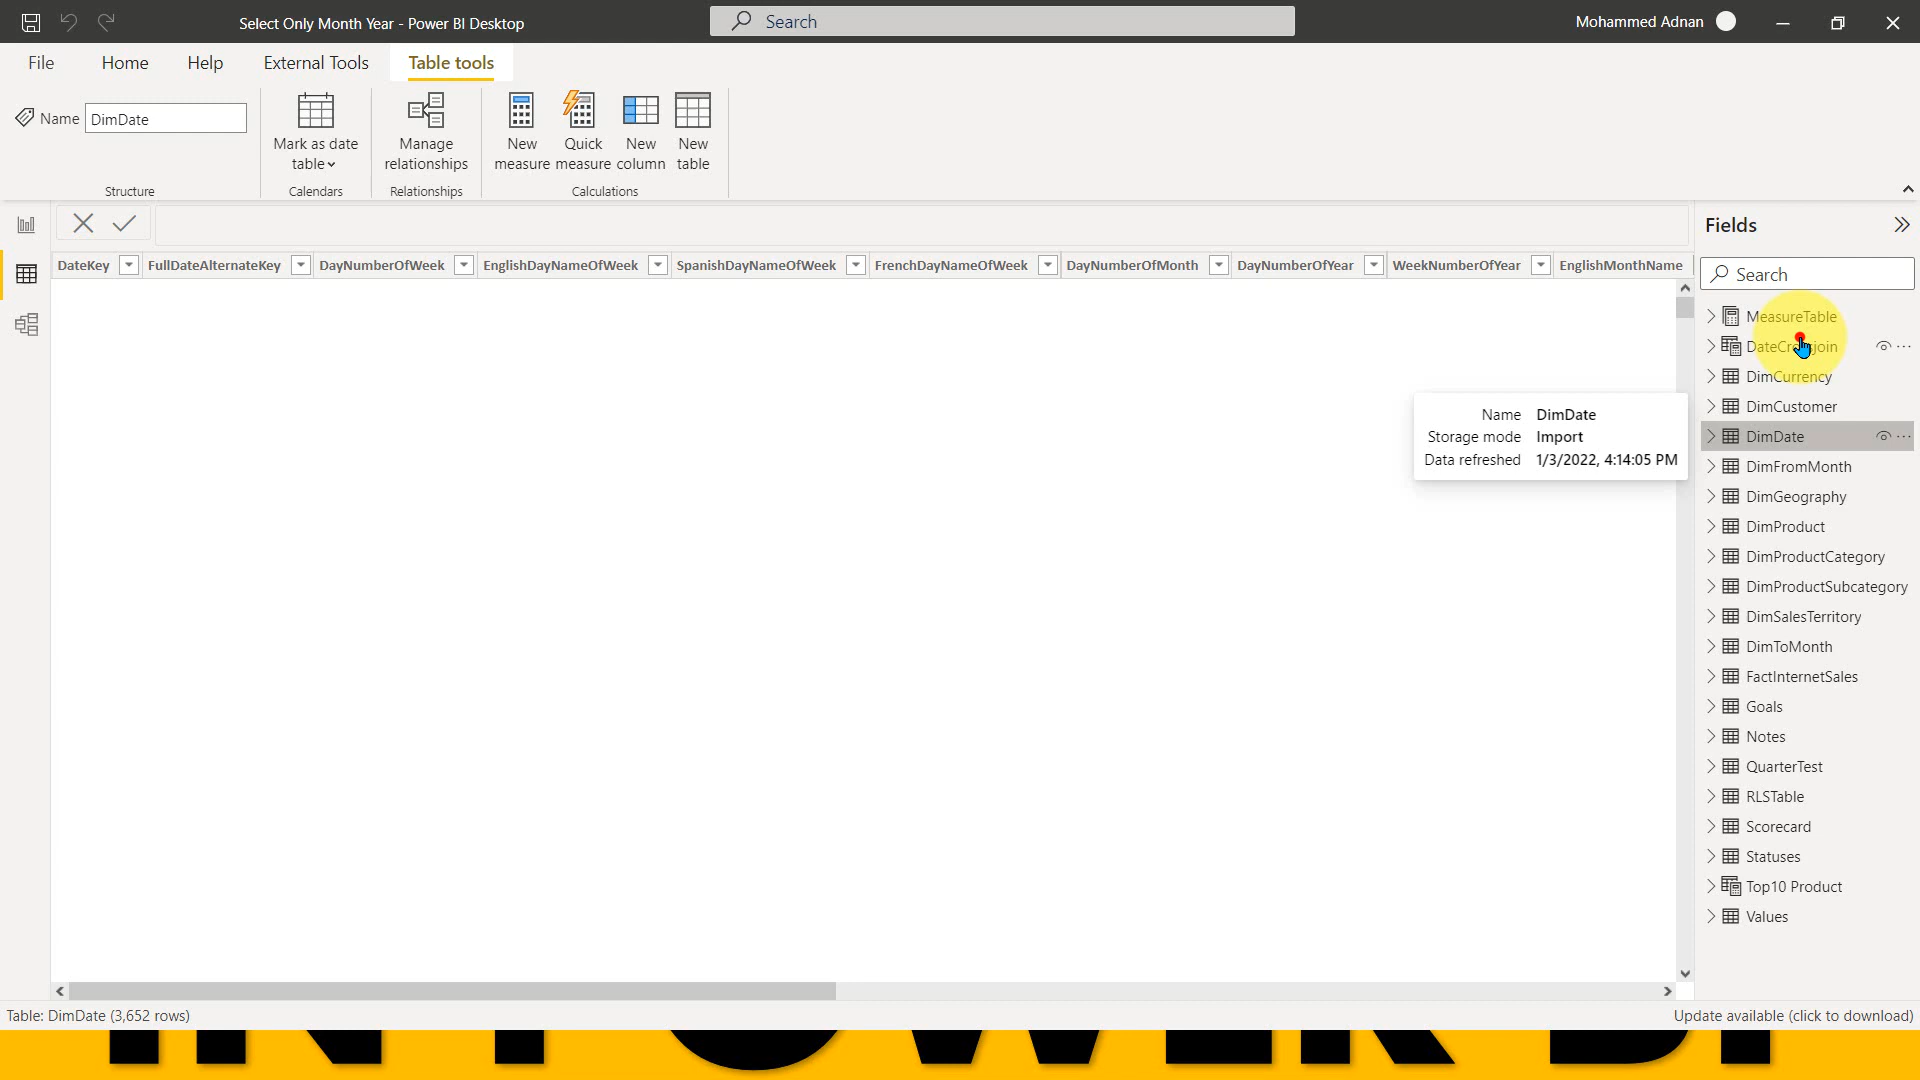 Select Only Month Year - Power BI Desktop
Search
Mohammed Adnan
File Home Help External Tools Table tools
Name DimDate
Mark as date table
Manage relationships
New measure
Quick measure
New column
New table
Structure Calendars Relationships Calculations
Fields
DateKey FullDateAlternateKey DayNumberOfWeek EnglishDayNameOfWeek SpanishDayNameOfWeek FrenchDayNameOfWeek DayNumberOfMonth DayNumberOfYear WeekNumberOfYear EnglishMonthName
Search
MeasureTable
DateCrossjoin
DimCurrency
DimCustomer
DimDate
DimFromMonth
DimGeography
DimProduct
DimProductCategory
DimProductSubcategory
DimSalesTerritory
DimToMonth
FactInternetSales
Goals
Notes
QuarterTest
RLSTable
Scorecard
Statuses
Top10 Product
Values
Name DimDate
Storage mode Import
Data refreshed 1/3/2022, 4:14:05 PM
Table: DimDate (3,652 rows)
Update available (click to download)
IN POWER BI